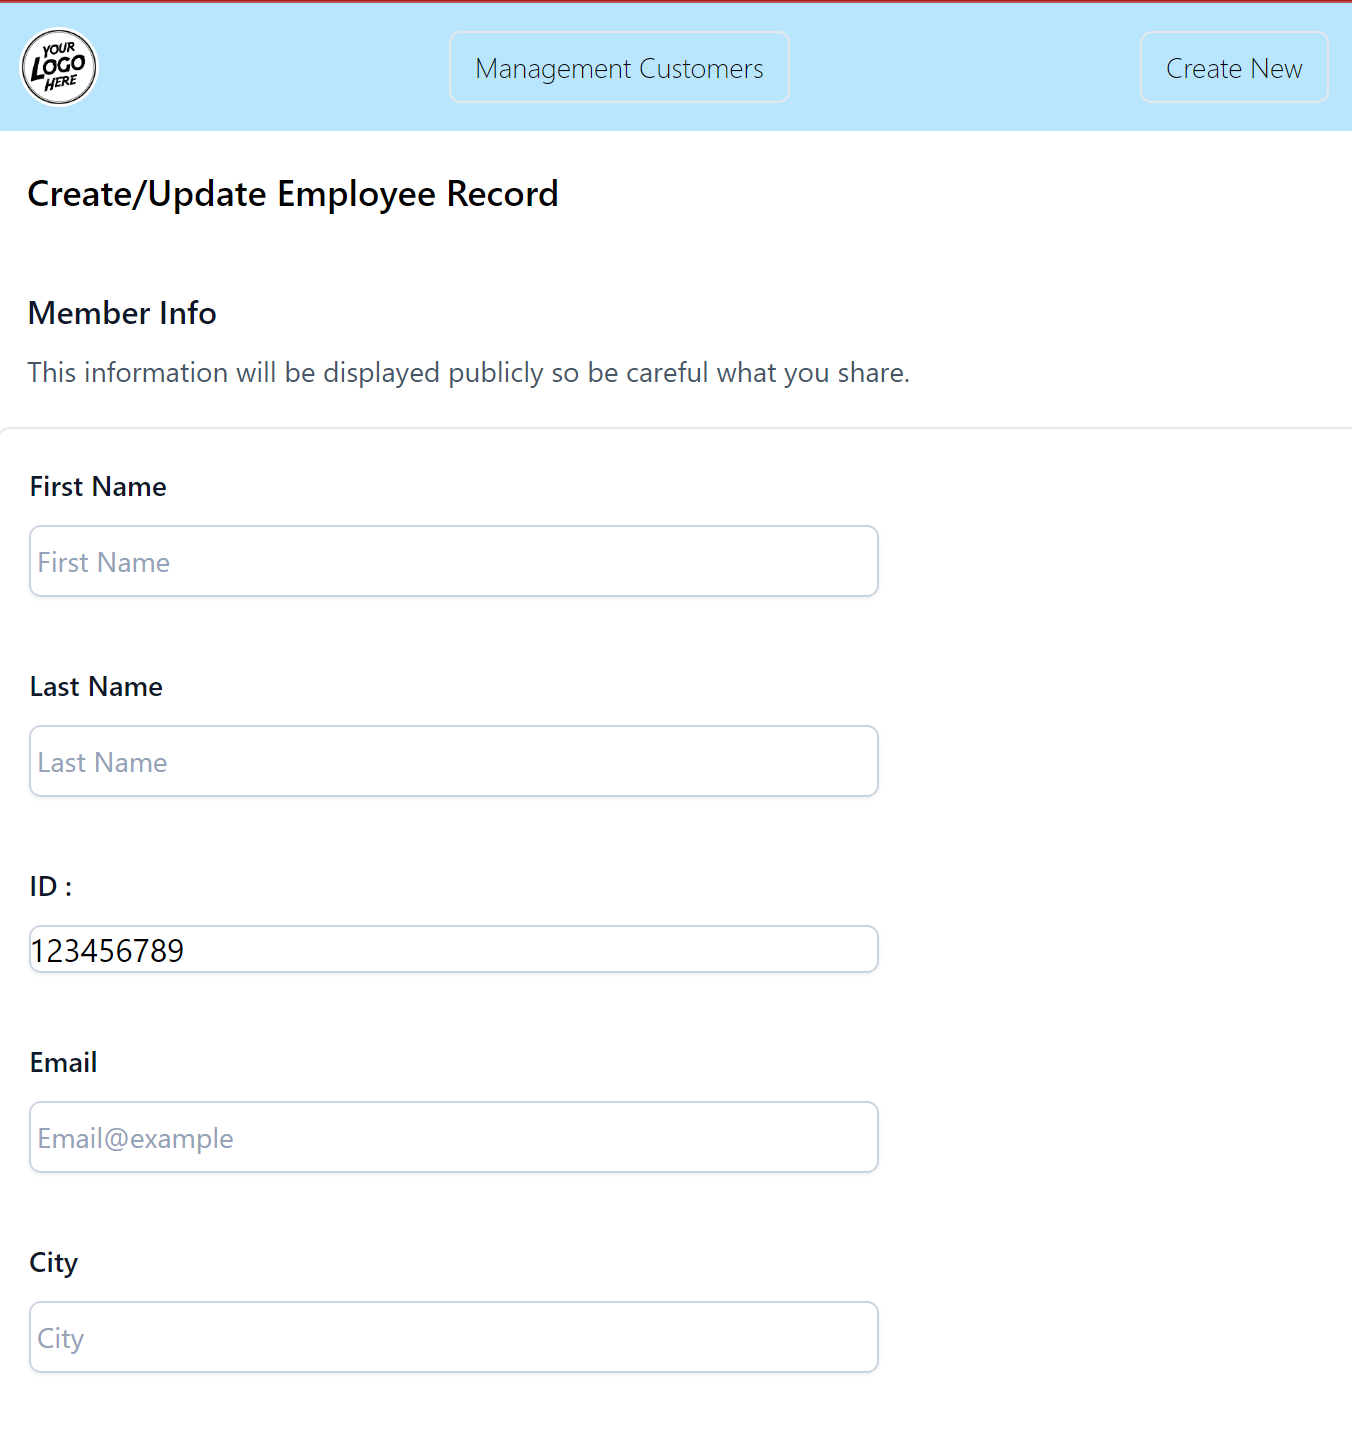 YOUR
LOGO
HERE
Management Customers
Create New
Create/Update Employee Record
Member Info
This information will be displayed publicly so be careful what you share.
First Name
First Name
Last Name
Last Name
ID :
123456789
Email
Email@example
City
City